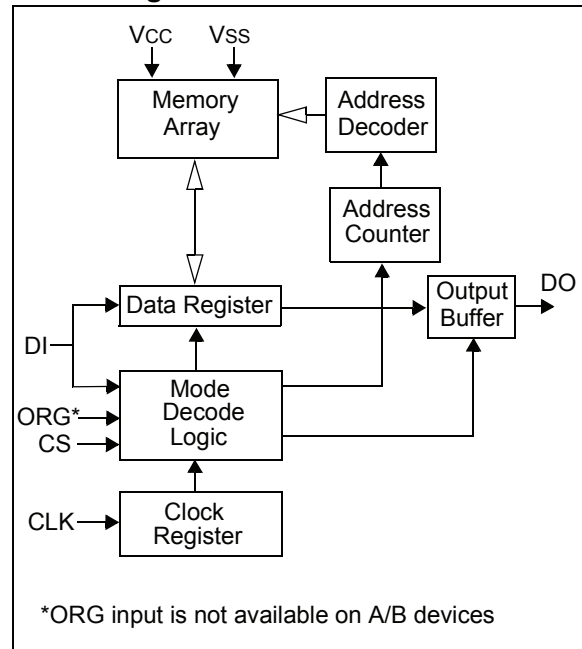 VCC VSS
Memory
Array
Address
Decoder
Address
Counter
Data Register
Output
Buffer
DO
DI
ORG*
CS
Mode
Decode
Logic
CLK
Clock
Register
*ORG input is not available on A/B devices